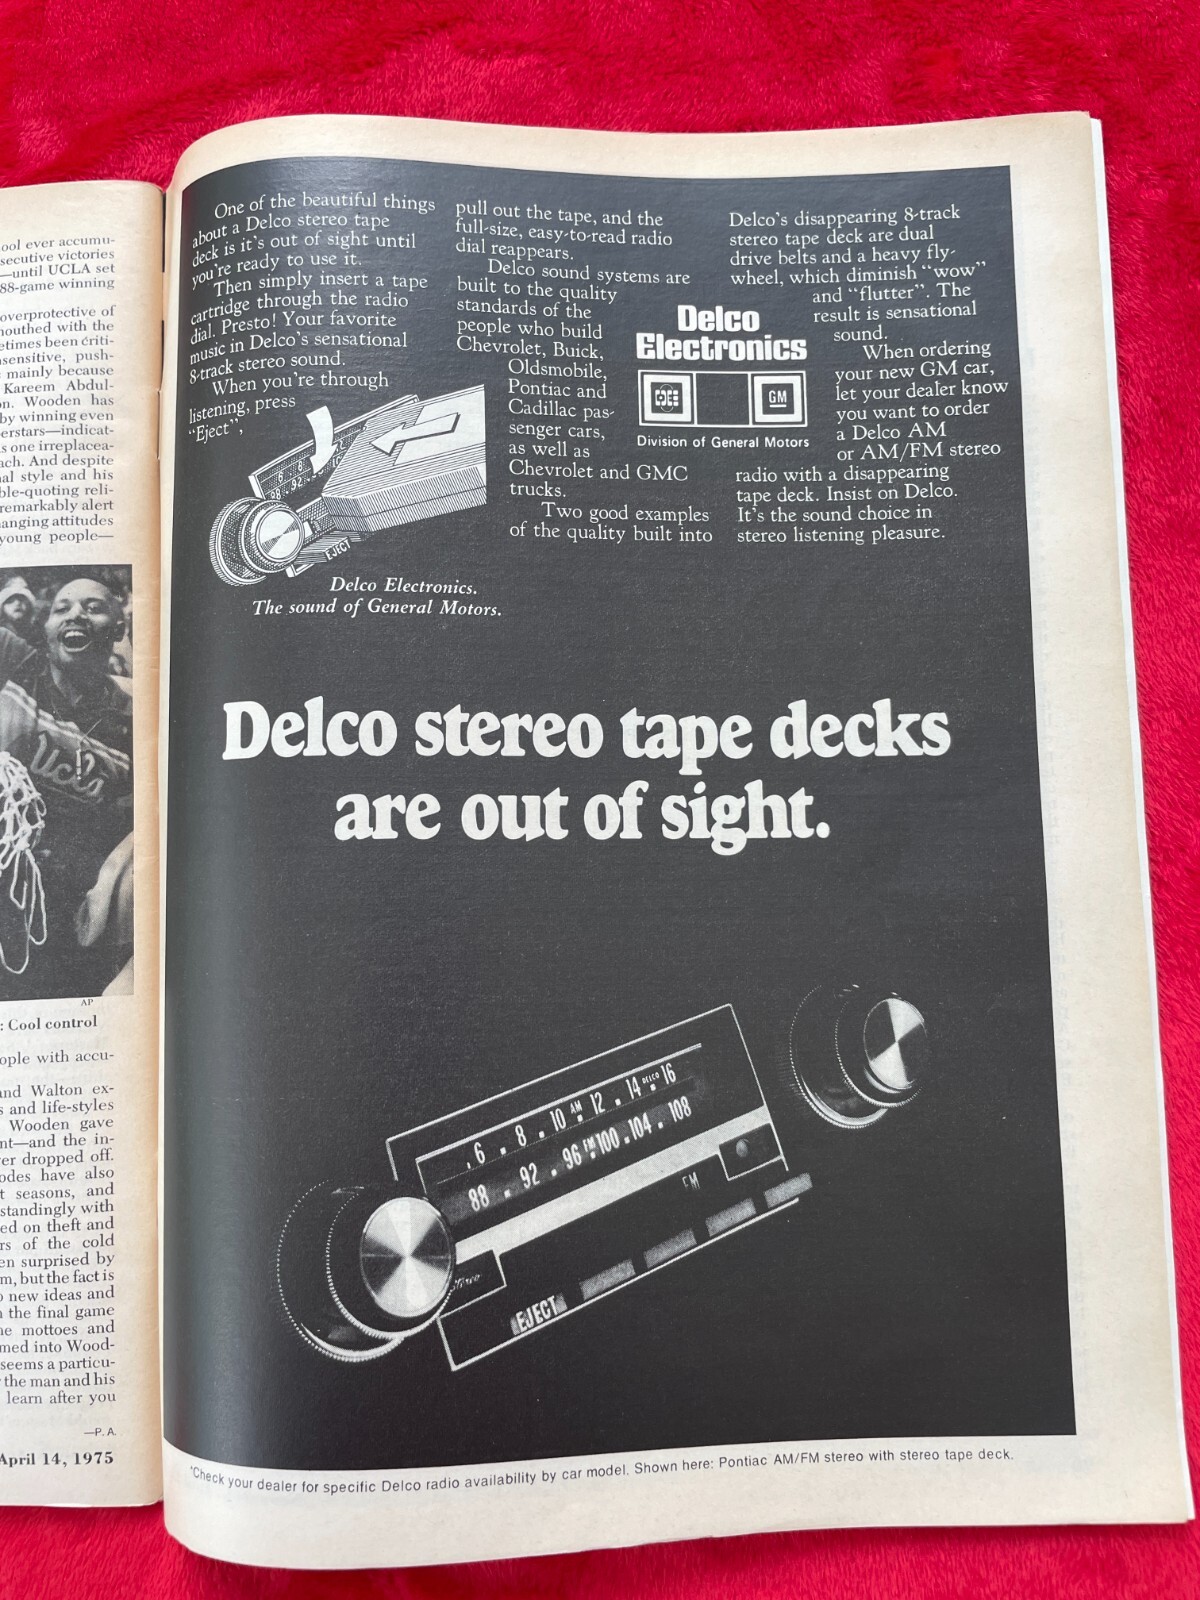 ool ever accumu-
secutive victories
—until UCLA set
88-game winning
overprotective of
mouthed with the
etimes been criti-
sensitive, push-
mainly because
Kareem Abdul-
on. Wooden has
by winning even
erstars—indicat-
s one irreplacea-
ach. And despite
al style and his
ble-quoting reli-
remarkably alert
anging attitudes
young people—
ucla
AP
: Cool control
ople with accu-
and Walton ex-
s and life-styles
Wooden gave
nt—and the in-
er dropped off.
odes have also
t seasons, and
standingly with
ed on theft and
rs of the cold
en surprised by
m, but the fact is
o new ideas and
n the final game
he mottoes and
med into Wood-
seems a particu-
r the man and his
learn after you
—P. A.
April 14, 1975
One of the beautiful things
about a Delco stereo tape
deck is it's out of sight until
you're ready to use it.
Then simply insert a tape
cartridge through the radio
dial. Presto! Your favorite
music in Delco's sensational
8-track stereo sound.
When you're through
listening, press
"Eject",
pull out the tape, and the
full-size, easy-to-read radio
dial reappears.
Delco sound systems are
built to the quality
standards of the
people who build
Chevrolet, Buick,
Oldsmobile,
Pontiac and
Cadillac pas-
senger cars,
as well as
Chevrolet and GMC
trucks.
Two good examples
of the quality built into
Delco's disappearing 8-track
stereo tape deck are dual
drive belts and a heavy fly-
wheel, which diminish "wow"
and "flutter". The
result is sensational
sound.
When ordering
your new GM car,
let your dealer know
you want to order
a Delco AM
or AM/FM stereo
radio with a disappearing
tape deck. Insist on Delco.
It's the sound choice in
stereo listening pleasure.
Delco
Electronics
GM
Division of General Motors
6 8
88 92
EJECT
Delco Electronics.
The sound of General Motors.
Delco stereo tape decks
are out of sight.
6 8 10 AM 12 14 DELCO 16
88 92 96 FM 100 104 108
FM
EJECT
*Check your dealer for specific Delco radio availability by car model. Shown here: Pontiac AM/FM stereo with stereo tape deck.